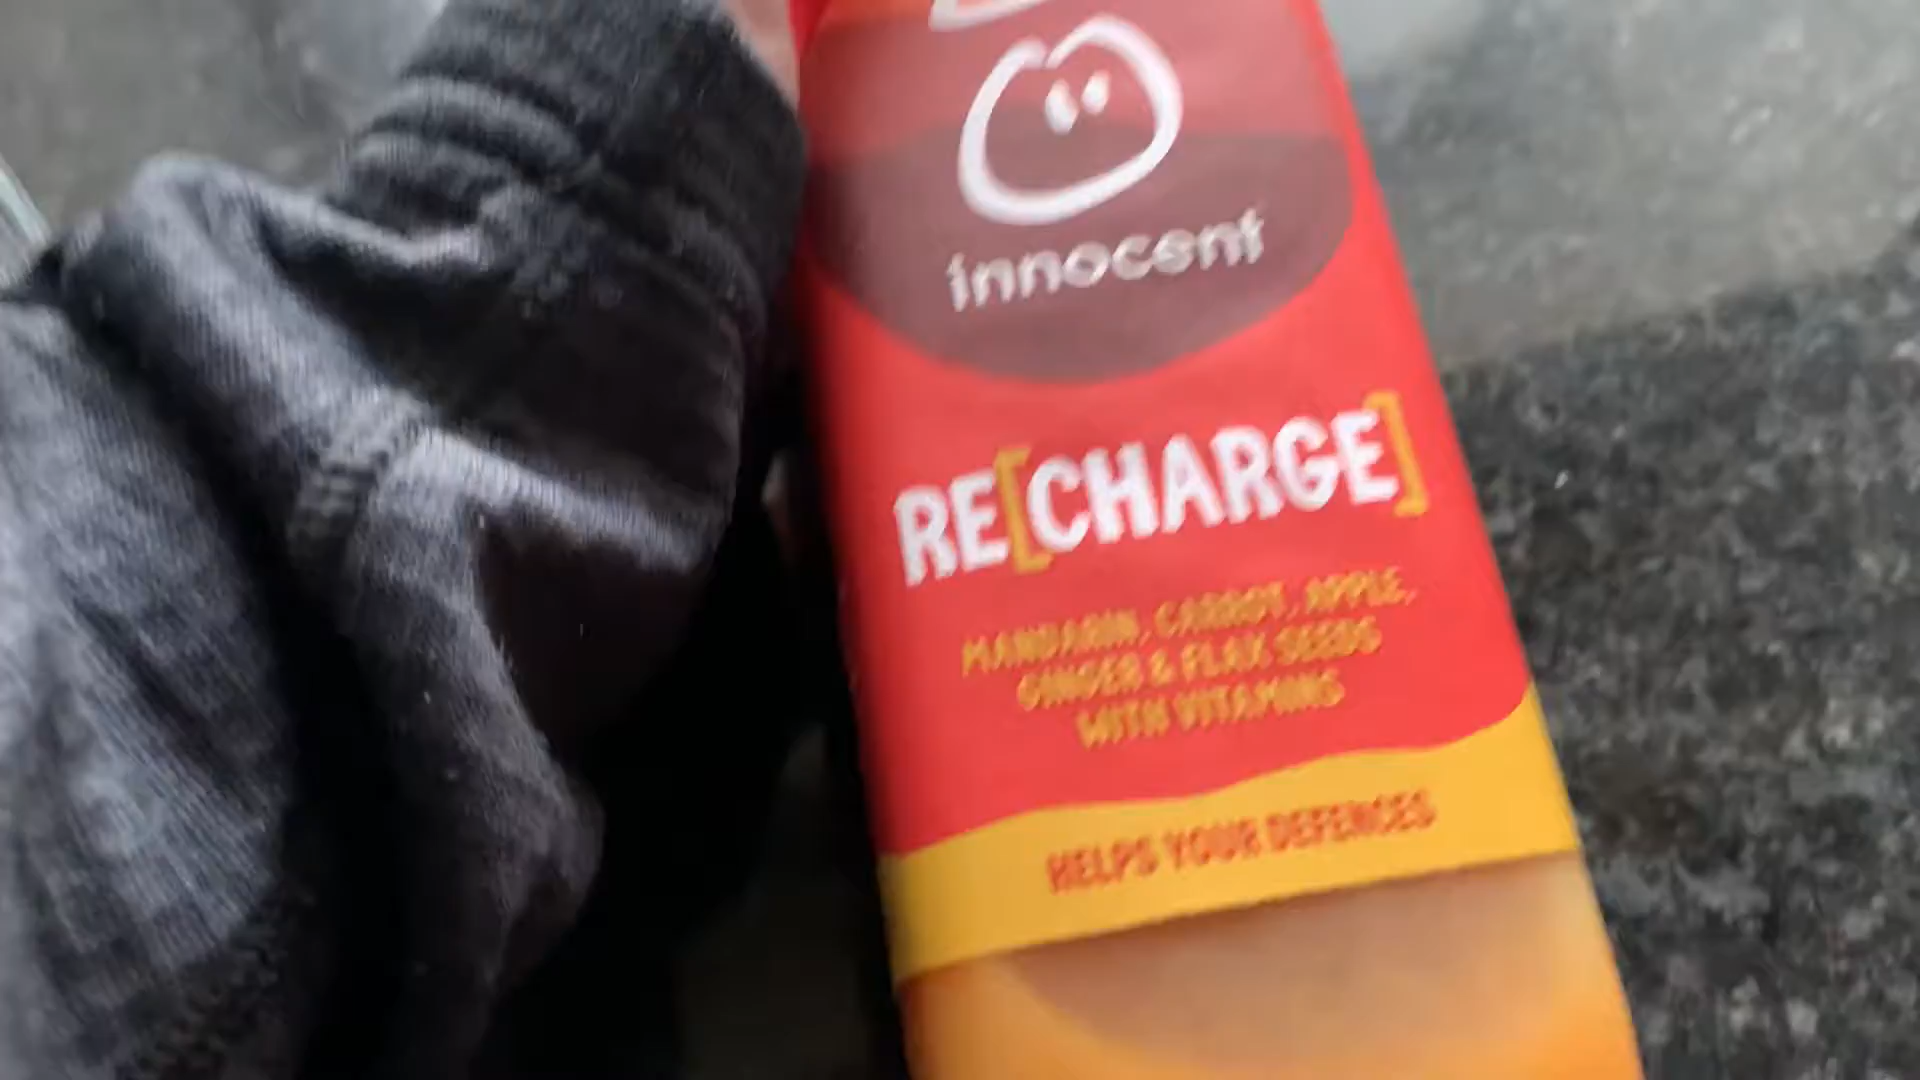 innocent
RE[CHARGE]
MANDARIN, CARROT, APPLE,
GINGER & FLAX SEEDS
WITH VITAMINS
HELPS YOUR DEFENCES